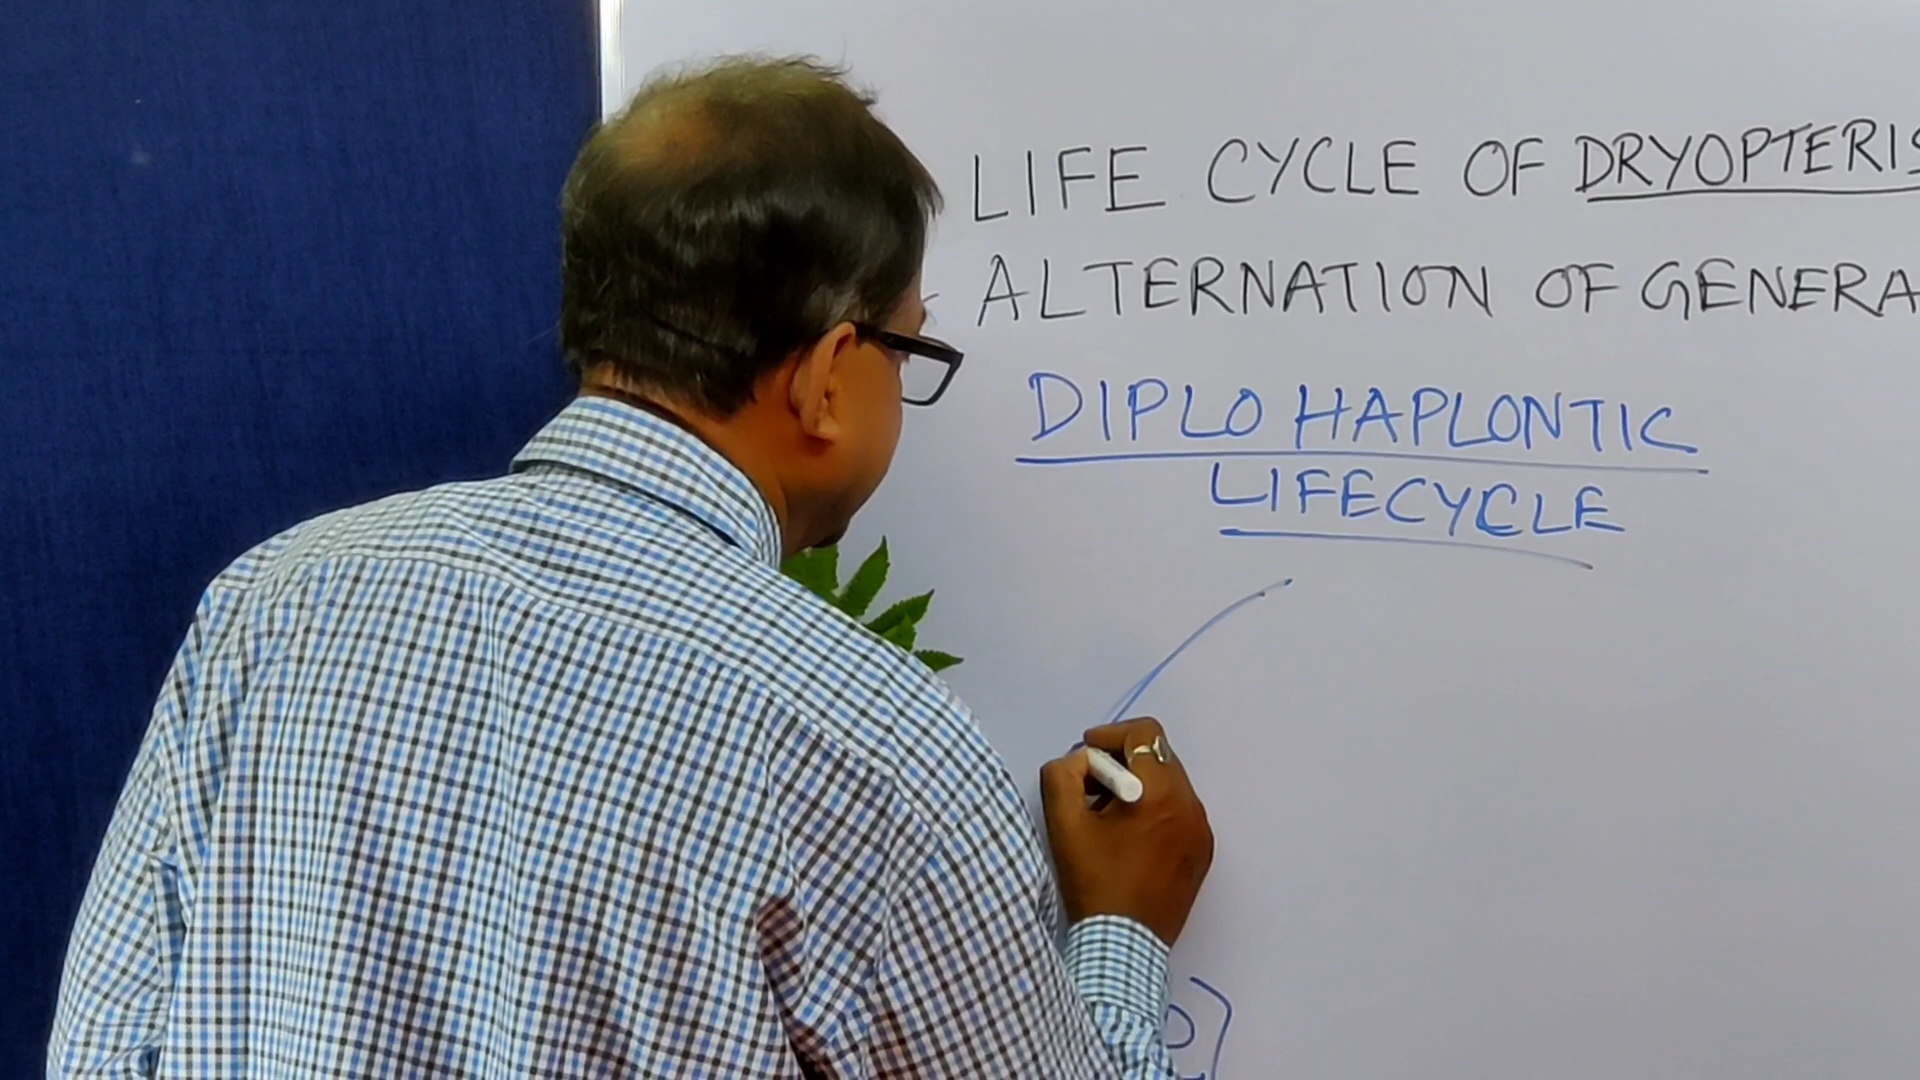 LIFE CYCLE OF DRYOPTERIS
ALTERNATION OF GENERA
DIPLO HAPLONTIC
LIFECYCLE